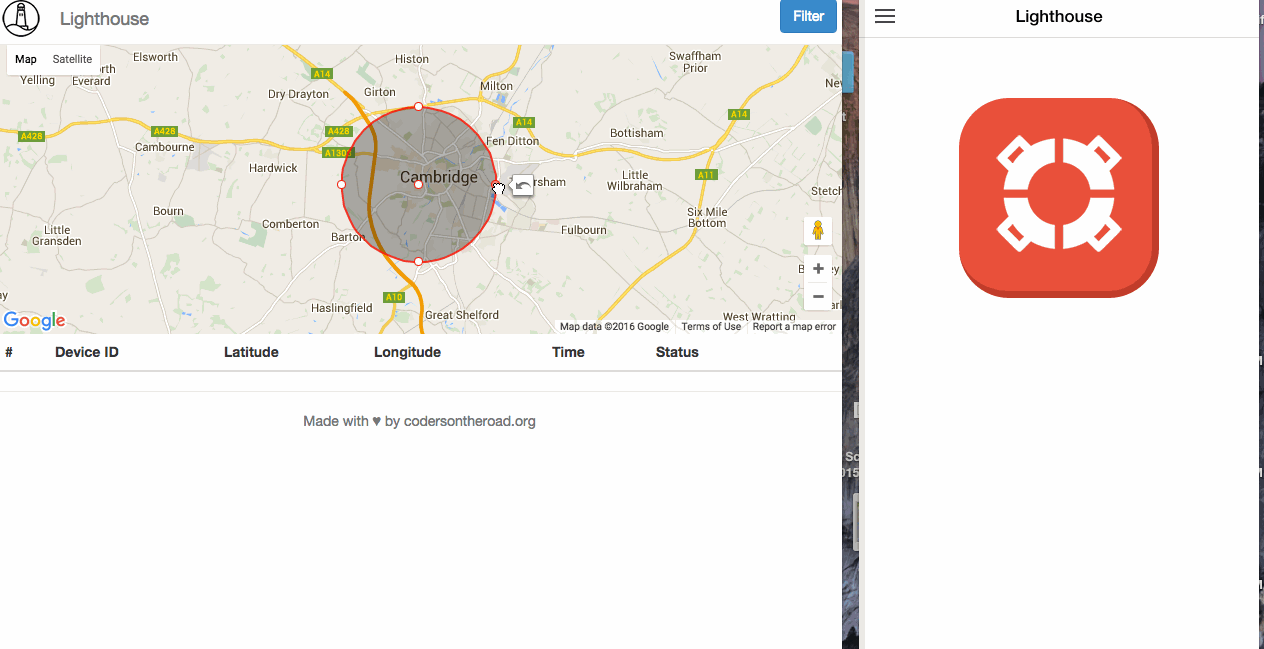 Lighthouse
Filter
Lighthouse
Map
Satellite
Elsworth
Histon
Swaffham
Prior
Yelling
Everard
Dry Drayton
Girton
A14
Milton
A14
A14
A428
A428
A428
Cambourne
A1303
Fen Ditton
Bottisham
Hardwick
Cambridge
A11
Little
Wilbraham
Bourn
Comberton
Barton
Six Mile
Bottom
Little
Gransden
Fulbourn
A10
Haslingfield
Great Shelford
West Wratting
Google
Map data ©2016 Google
Terms of Use
Report a map error
# Device ID Latitude Longitude Time Status
Made with ♥ by codersontheroad.org